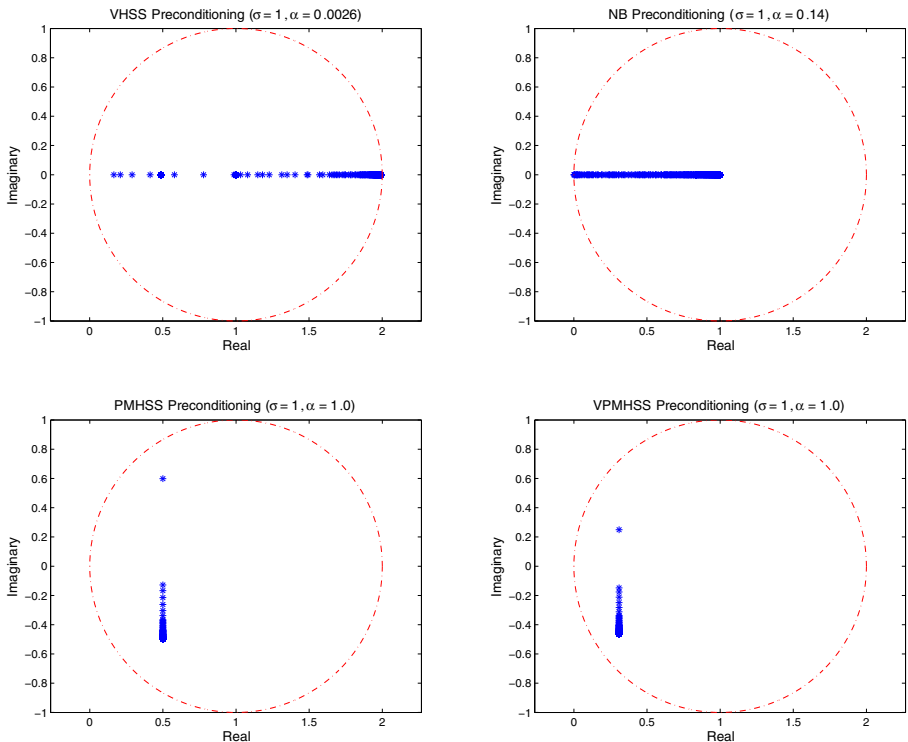 VHSS Preconditioning (σ = 1, α = 0.0026)
1
0.8
0.6
0.4
0.2
0
−0.2
−0.4
−0.6
−0.8
−1
Imaginary
0 0.5 1 1.5 2
Real
NB Preconditioning (σ = 1, α = 0.14)
1
0.8
0.6
0.4
0.2
0
−0.2
−0.4
−0.6
−0.8
−1
Imaginary
0 0.5 1 1.5 2
Real
PMHSS Preconditioning (σ = 1, α = 1.0)
1
0.8
0.6
0.4
0.2
0
−0.2
−0.4
−0.6
−0.8
−1
Imaginary
0 0.5 1 1.5 2
Real
VPMHSS Preconditioning (σ = 1, α = 1.0)
1
0.8
0.6
0.4
0.2
0
−0.2
−0.4
−0.6
−0.8
−1
Imaginary
0 0.5 1 1.5 2
Real